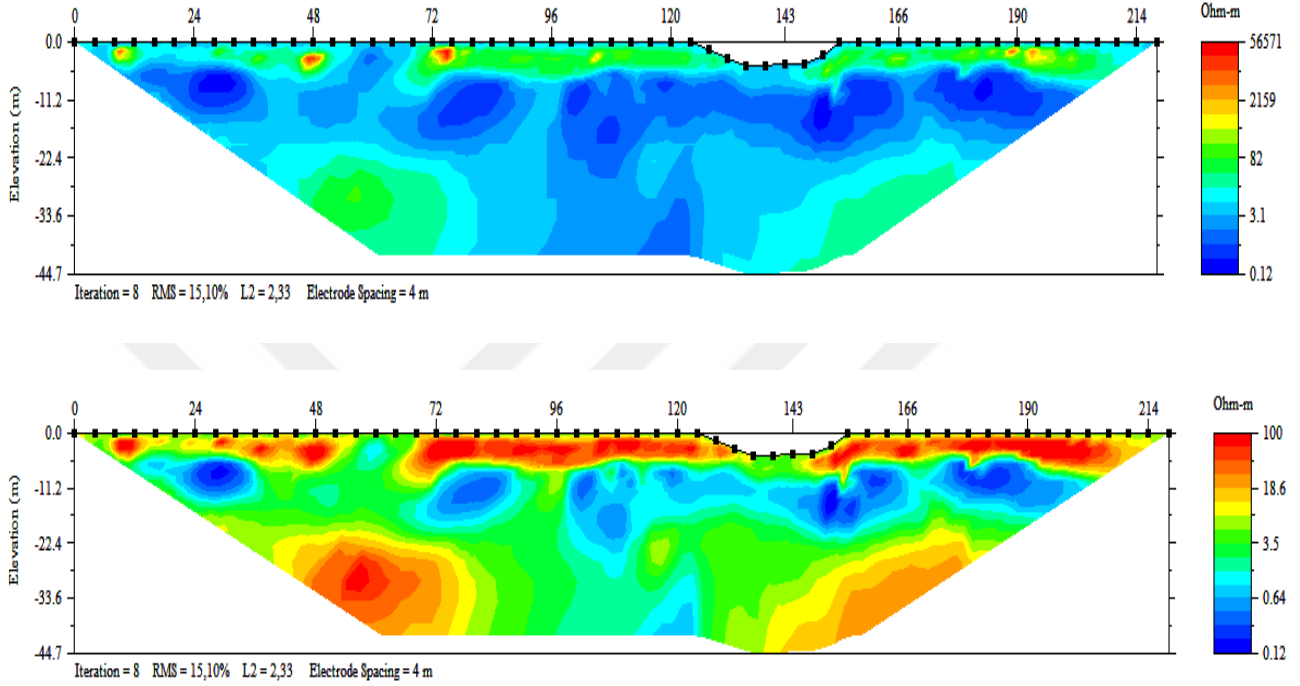 0 24 48 72 96 120 143 166 190 214
Ohm-m
Elevation (m)
0.0
-11.2
-22.4
-33.6
-44.7
56571
2159
82
3.1
0.12
Iteration = 8 RMS = 15,10% L2 = 2,33 Electrode Spacing = 4 m
0 24 48 72 96 120 143 166 190 214
Ohm-m
Elevation (m)
0.0
-11.2
-22.4
-33.6
-44.7
100
18.6
3.5
0.64
0.12
Iteration = 8 RMS = 15,10% L2 = 2,33 Electrode Spacing = 4 m